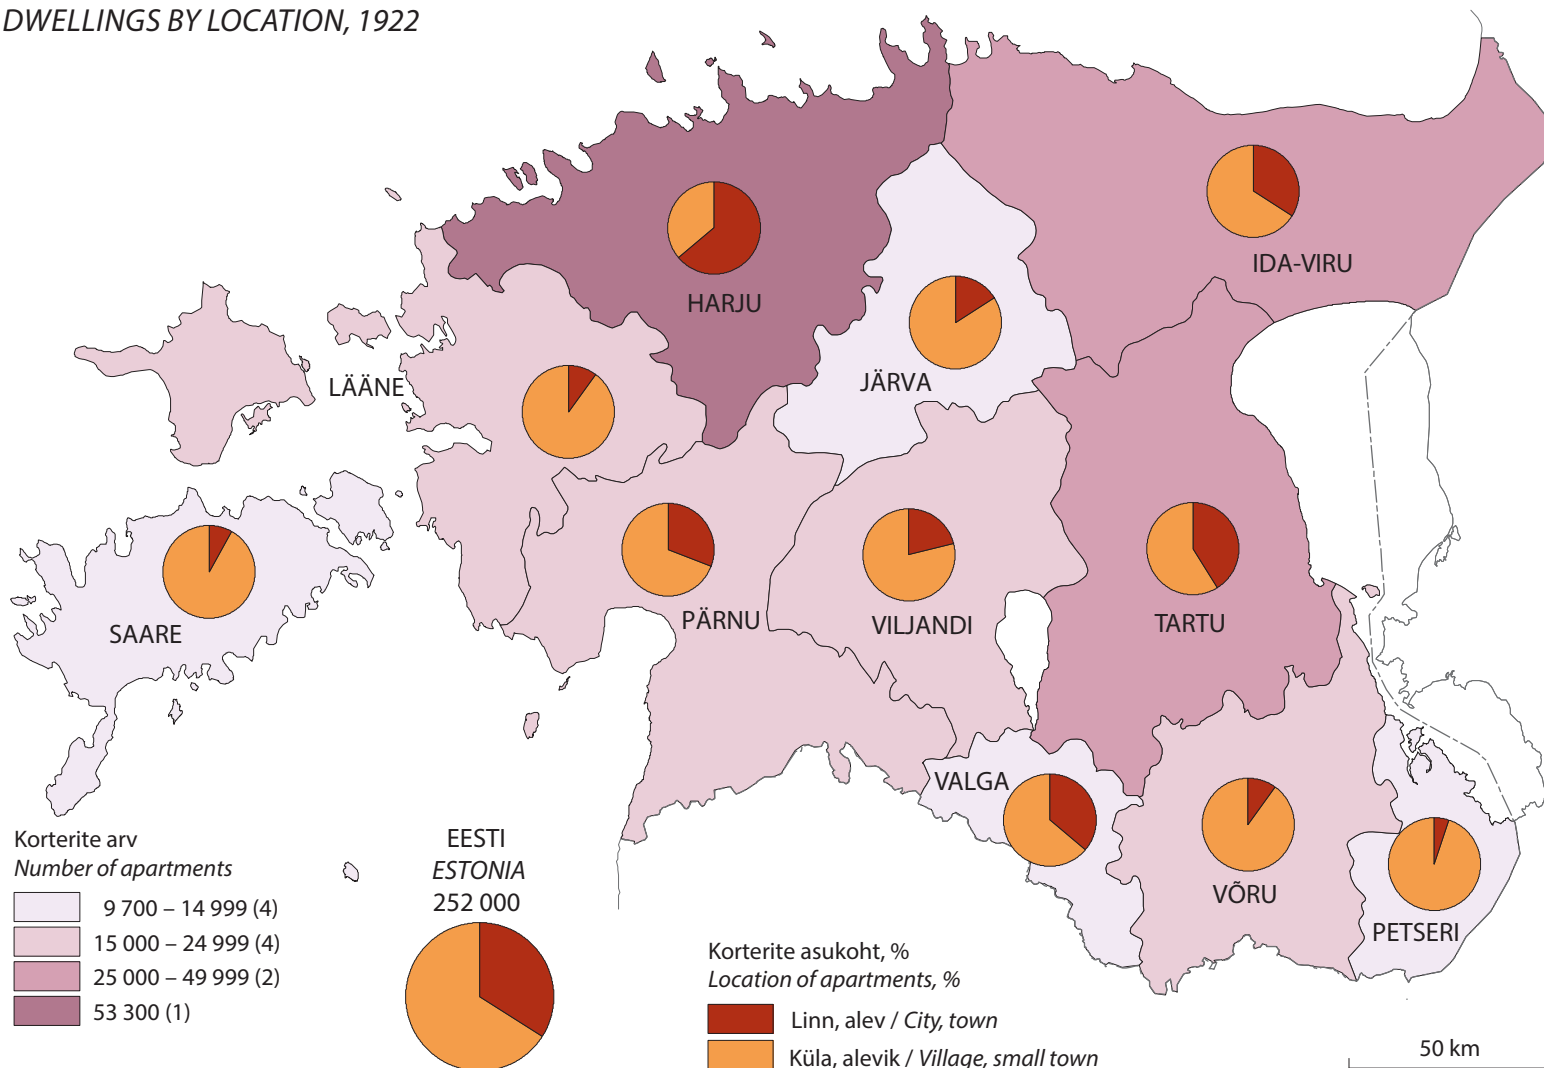 DWELLINGS BY LOCATION, 1922
IDA-VIRU
HARJU
JÄRVA
LÄÄNE
PÄRNU
VILJANDI
TARTU
SAARE
VALGA
VÕRU
PETSERI
Korterite arv
Number of apartments
9 700 – 14 999 (4)
15 000 – 24 999 (4)
25 000 – 49 999 (2)
53 300 (1)
EESTI
ESTONIA
252 000
Korterite asukoht, %
Location of apartments, %
Linn, alev / City, town
Küla, alevik / Village, small town
50 km